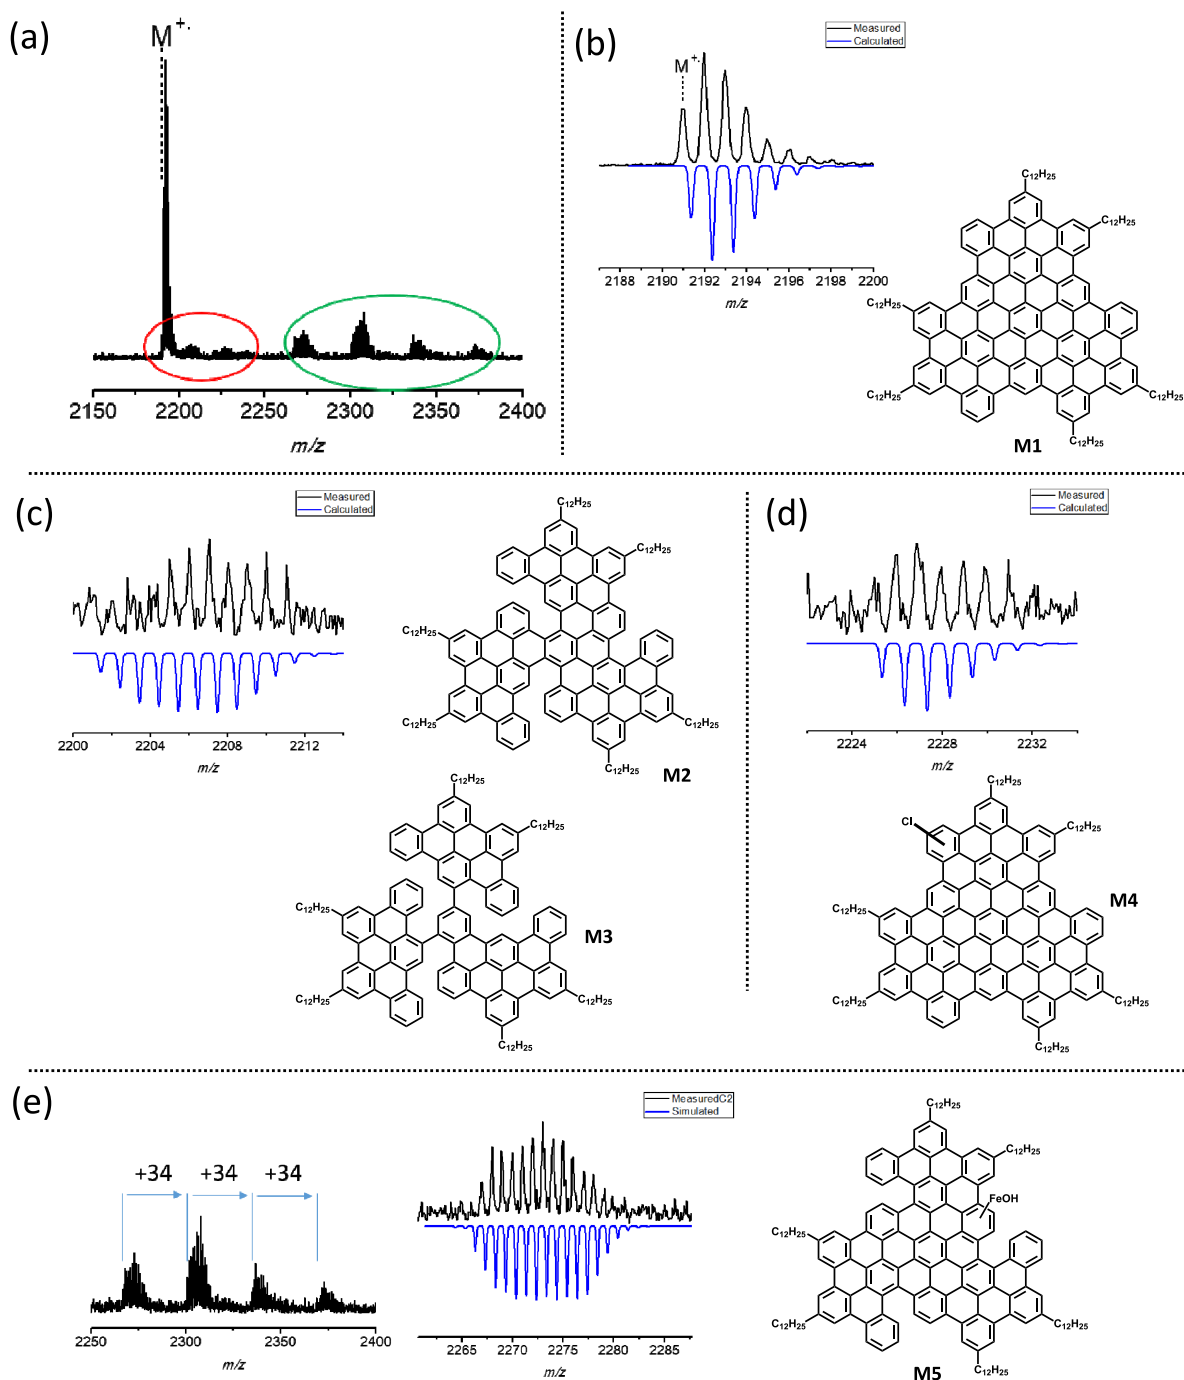 (a)
M+.
2150 2200 2250 2300 2350 2400
m/z
(b)
Measured
Calculated
M+.
2188 2190 2192 2194 2196 2198 2200
m/z
C12H25
C12H25
C12H25
C12H25
C12H25
C12H25
M1
(c)
Measured
Calculated
2200 2204 2208 2212
m/z
C12H25
C12H25
C12H25
C12H25
C12H25
C12H25
M2
C12H25
C12H25
C12H25
C12H25
C12H25
C12H25
M3
(d)
Measured
Calculated
2224 2228 2232
m/z
C12H25
Cl
C12H25
C12H25
C12H25
C12H25
C12H25
M4
(e)
+34 +34 +34
2250 2300 2350 2400
m/z
MeasuredC2
Simulated
2265 2270 2275 2280 2285
m/z
C12H25
C12H25
FeOH
C12H25
C12H25
C12H25
C12H25
M5